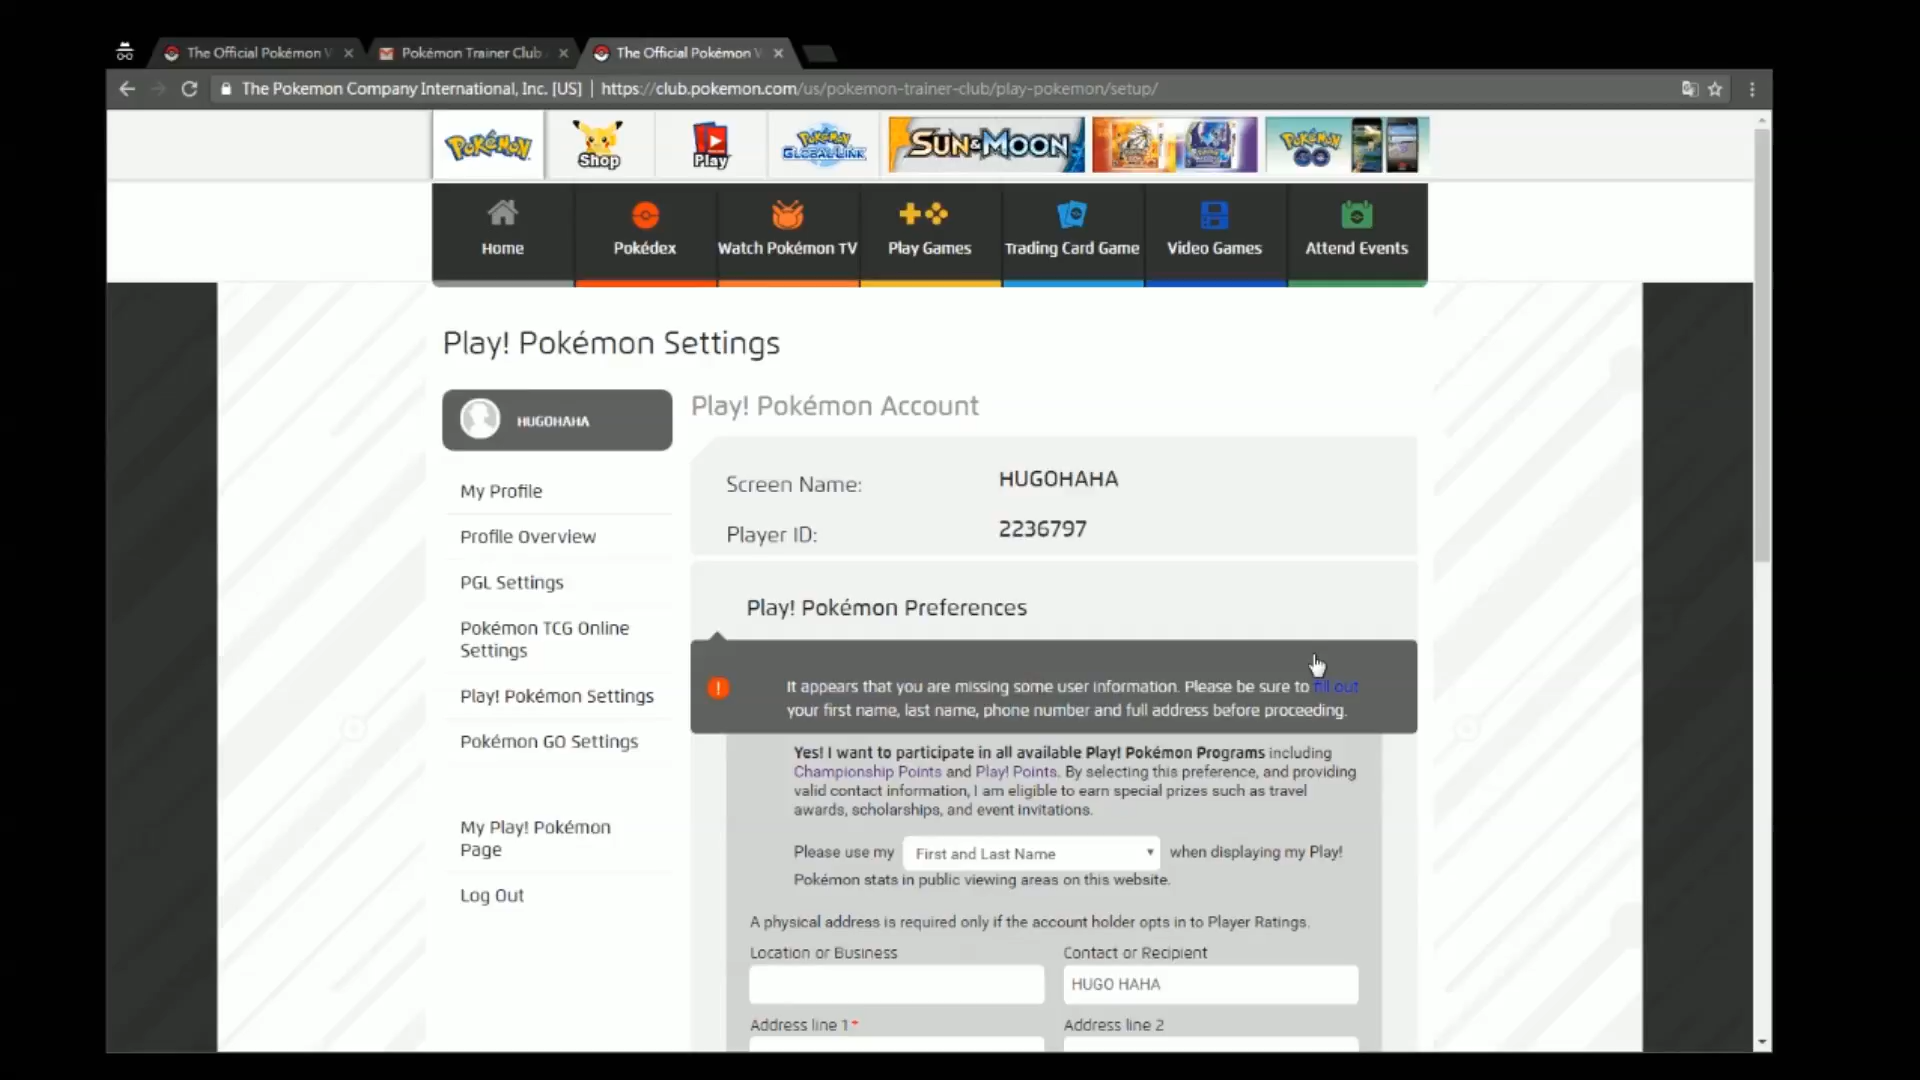 The Official Pokémon V
Pokémon Trainer Club
The Official Pokémon V
The Pokemon Company International, Inc. [US] | https://club.pokemon.com/us/pokemon-trainer-club/play-pokemon/setup/
Pokémon
Shop
Play
Pokémon
GLOBAL LINK
SUN & MOON
Pokémon
GO
Home
Pokédex
Watch Pokémon TV
Play Games
Trading Card Game
Video Games
Attend Events
Play! Pokémon Settings
HUGOHAHA
My Profile
Profile Overview
PGL Settings
Pokémon TCG Online
Settings
Play! Pokémon Settings
Pokémon GO Settings
My Play! Pokémon
Page
Log Out
Play! Pokémon Account
Screen Name: HUGOHAHA
Player ID: 2236797
Play! Pokémon Preferences
It appears that you are missing some user information. Please be sure to fill out
your first name, last name, phone number and full address before proceeding.
Yes! I want to participate in all available Play! Pokémon Programs including
Championship Points and Play! Points. By selecting this preference, and providing
valid contact information, I am eligible to earn special prizes such as travel
awards, scholarships, and event invitations.
Please use my First and Last Name when displaying my Play!
Pokémon stats in public viewing areas on this website.
A physical address is required only if the account holder opts in to Player Ratings.
Location or Business Contact or Recipient
HUGO HAHA
Address line 1* Address line 2